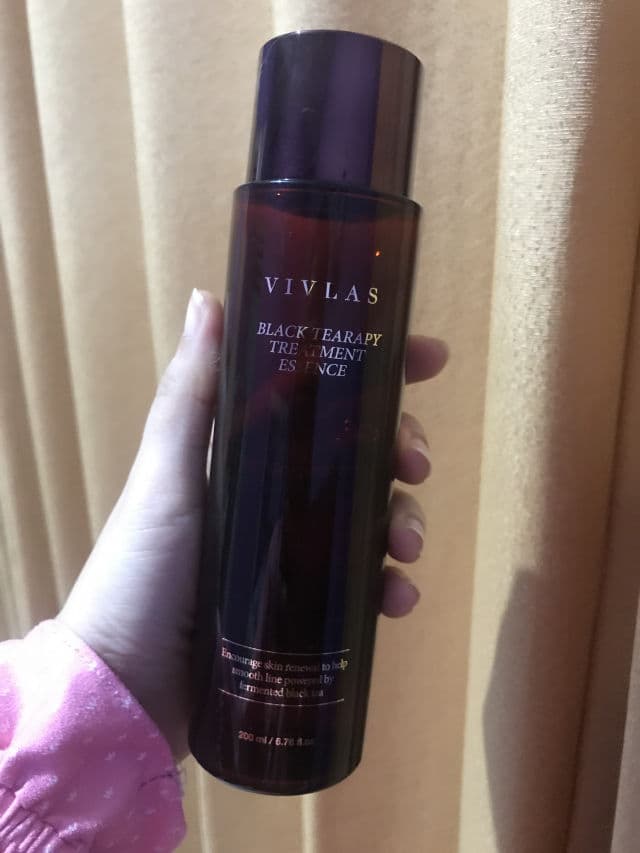 VIVLAS
BLACK TEARAPY
TREATMENT
ESSENCE
Encourage skin renewal to help
smooth line powered by
fermented black tea
200 ml / 6.76 fl.oz